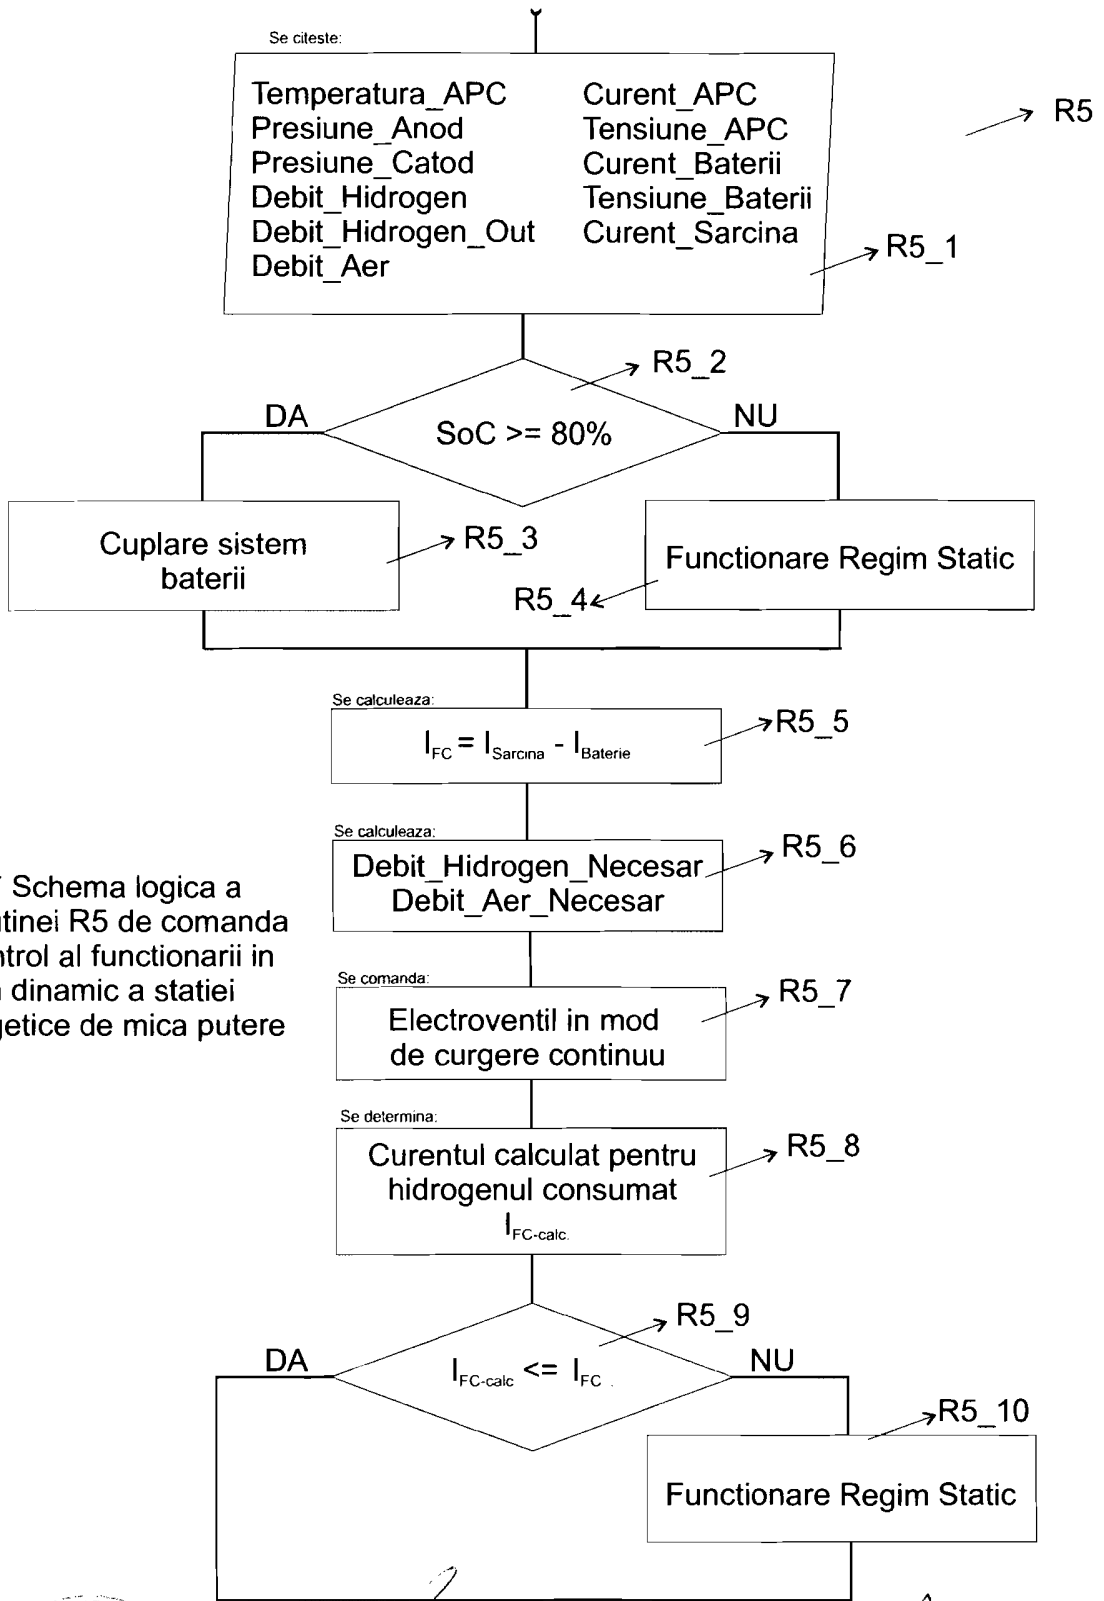 Se citeste:
Temperatura_APC
Presiune_Anod
Presiune_Catod
Debit_Hidrogen
Debit_Hidrogen_Out
Debit_Aer
Curent_APC
Tensiune_APC
Curent_Baterii
Tensiune_Baterii
Curent_Sarcina
R5
R5_1
R5_2
DA
SoC >= 80%
NU
Cuplare sistem
baterii
R5_3
Functionare Regim Static
R5_4
Se calculeaza:
I_FC = I_Sarcina - I_Baterie
R5_5
Se calculeaza:
Debit_Hidrogen_Necesar
Debit_Aer_Necesar
R5_6
Schema logica a
tinei R5 de comanda
ntrol al functionarii in
dinamic a statiei
getice de mica putere
Se comanda:
Electroventil in mod
de curgere continuu
R5_7
Se determina:
Curentul calculat pentru
hidrogenul consumat
I_FC-calc.
R5_8
R5_9
DA
I_FC-calc <= I_FC .
NU
R5_10
Functionare Regim Static